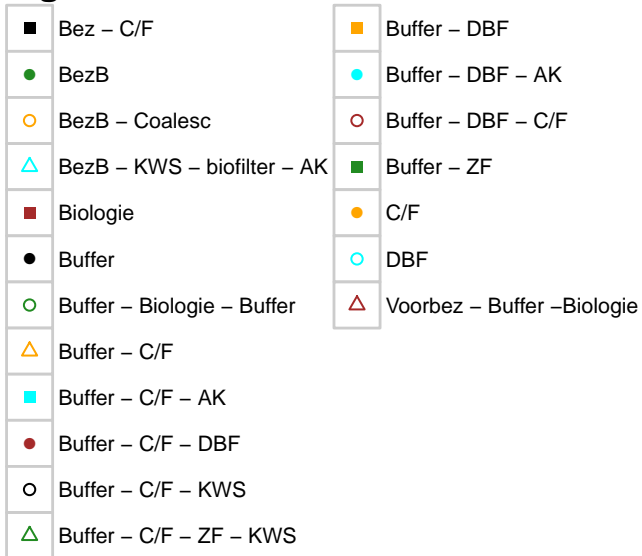 Bez – C/F
BezB
BezB – Coalesc
BezB – KWS – biofilter – AK
Biologie
Buffer
Buffer – Biologie – Buffer
Buffer – C/F
Buffer – C/F – AK
Buffer – C/F – DBF
Buffer – C/F – KWS
Buffer – C/F – ZF – KWS
Buffer – DBF
Buffer – DBF – AK
Buffer – DBF – C/F
Buffer – ZF
C/F
DBF
Voorbez – Buffer –Biologie